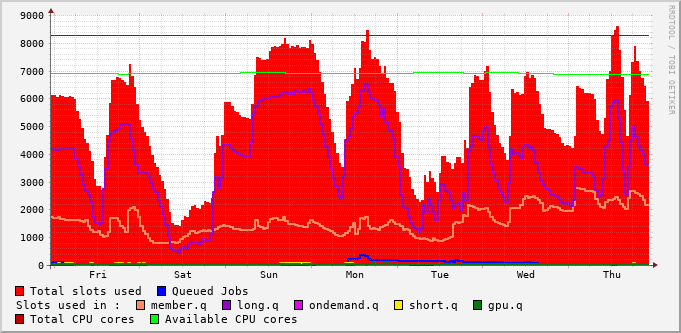 9000
8000
7000
6000
5000
4000
3000
2000
1000
0
Fri Sat Sun Mon Tue Wed Thu
RRDTOOL / TOBI OETIKER
Total slots used Queued Jobs
Slots used in : member.q long.q ondemand.q short.q gpu.q
Total CPU cores Available CPU cores